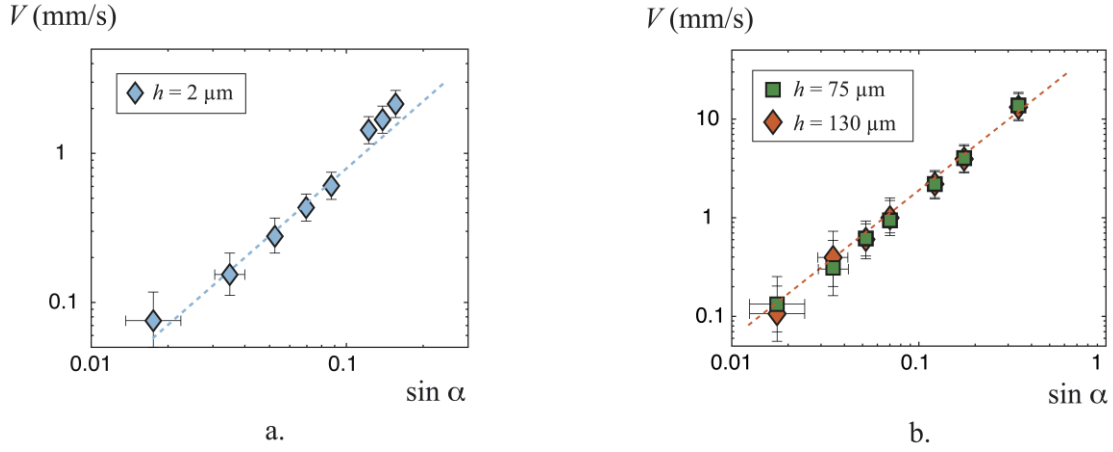 V (mm/s)
h = 2 μm
1
0.1
0.01
0.1
sin α
a.
V (mm/s)
h = 75 μm
h = 130 μm
10
1
0.1
0.01
0.1
1
sin α
b.